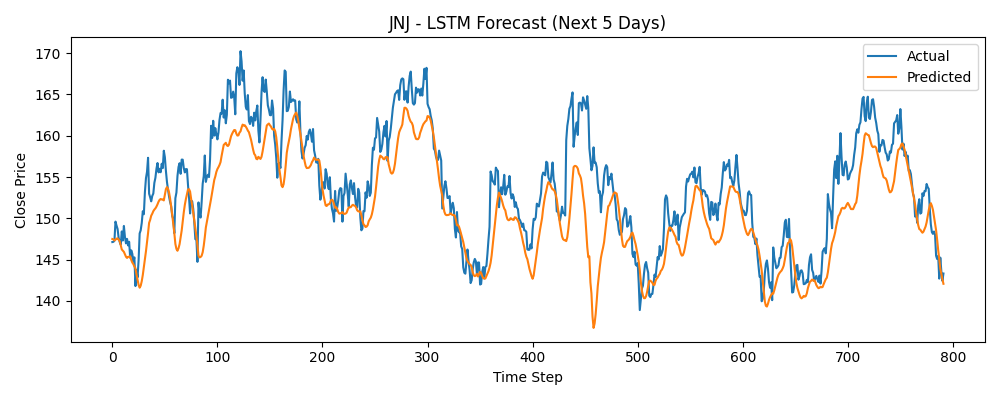 JNJ - LSTM Forecast (Next 5 Days)
Actual
Predicted
Close Price
170
165
160
155
150
145
140
0 100 200 300 400 500 600 700 800
Time Step